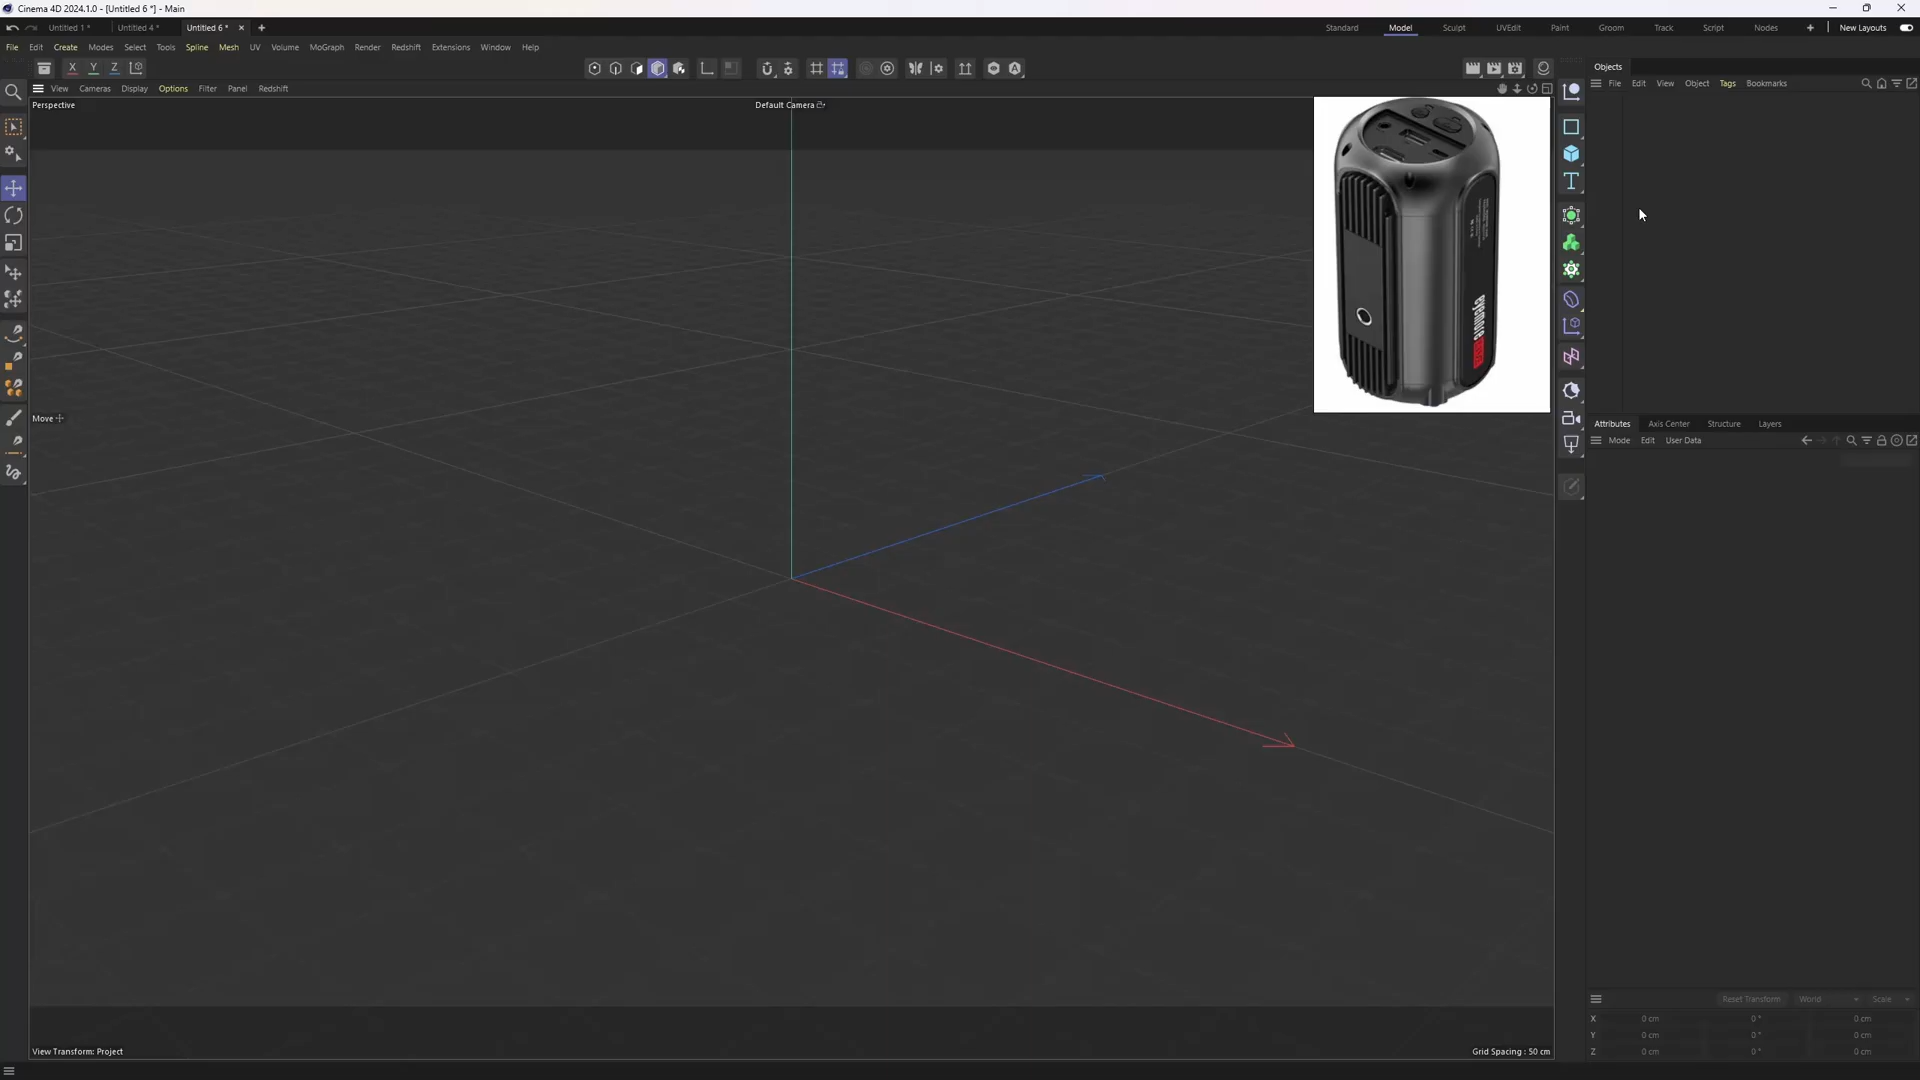 Cinema 4D 2024.1.0 - [Untitled 6 *] - Main
Untitled 1 *
Untitled 4 *
Untitled 6 *
Standard
Model
Sculpt
UVEdit
Paint
Groom
Track
Script
Nodes
New Layouts
File Edit Create Modes Select Tools Spline Mesh UV Volume MoGraph Render Redshift Extensions Window Help
X Y Z
Objects
View Cameras Display Options Filter Panel Redshift
File Edit View Object Tags Bookmarks
Perspective
Default Camera
Move
Attributes
Axis Center
Structure
Layers
Mode Edit User Data
Reset Transform
World
Scale
X 0 cm 0 ° 0 cm
Y 0 cm 0 ° 0 cm
Z 0 cm 0 ° 0 cm
View Transform: Project
Grid Spacing : 50 cm